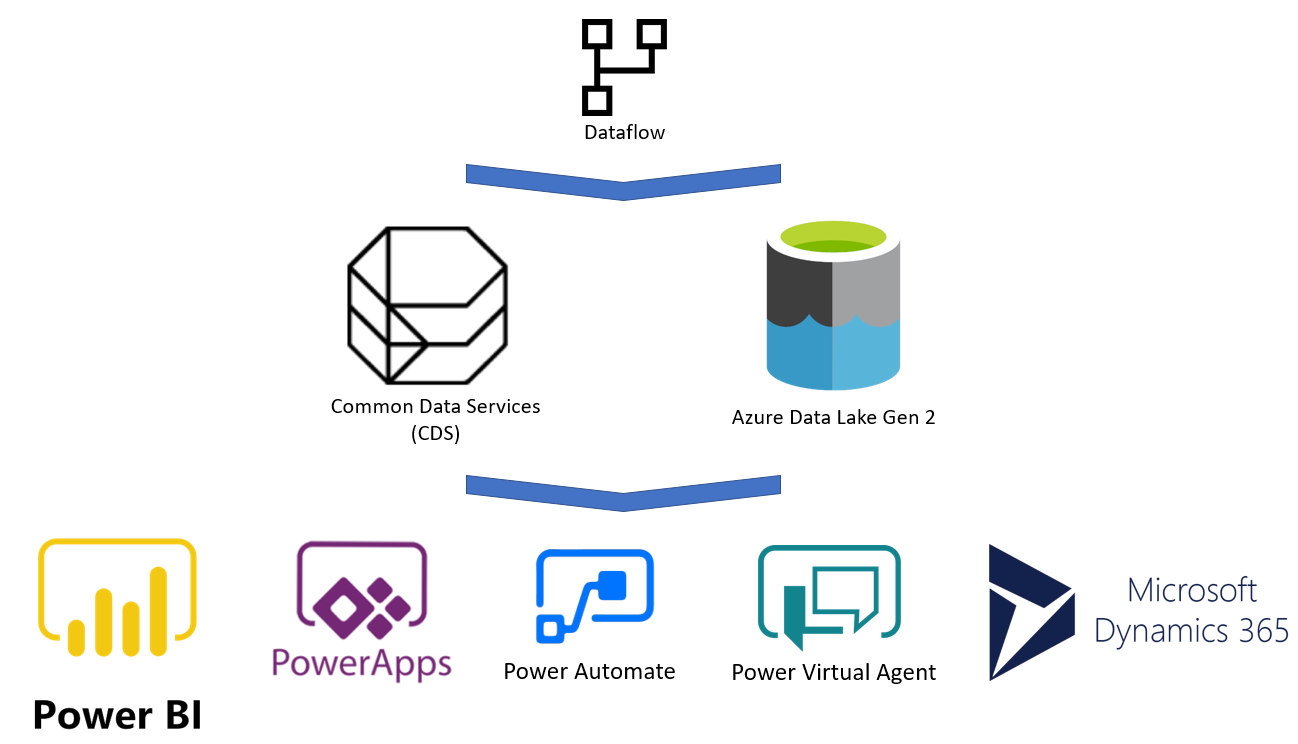 Dataflow
Common Data Services
(CDS)
Azure Data Lake Gen 2
Power BI
PowerApps
Power Automate
Power Virtual Agent
Microsoft
Dynamics 365